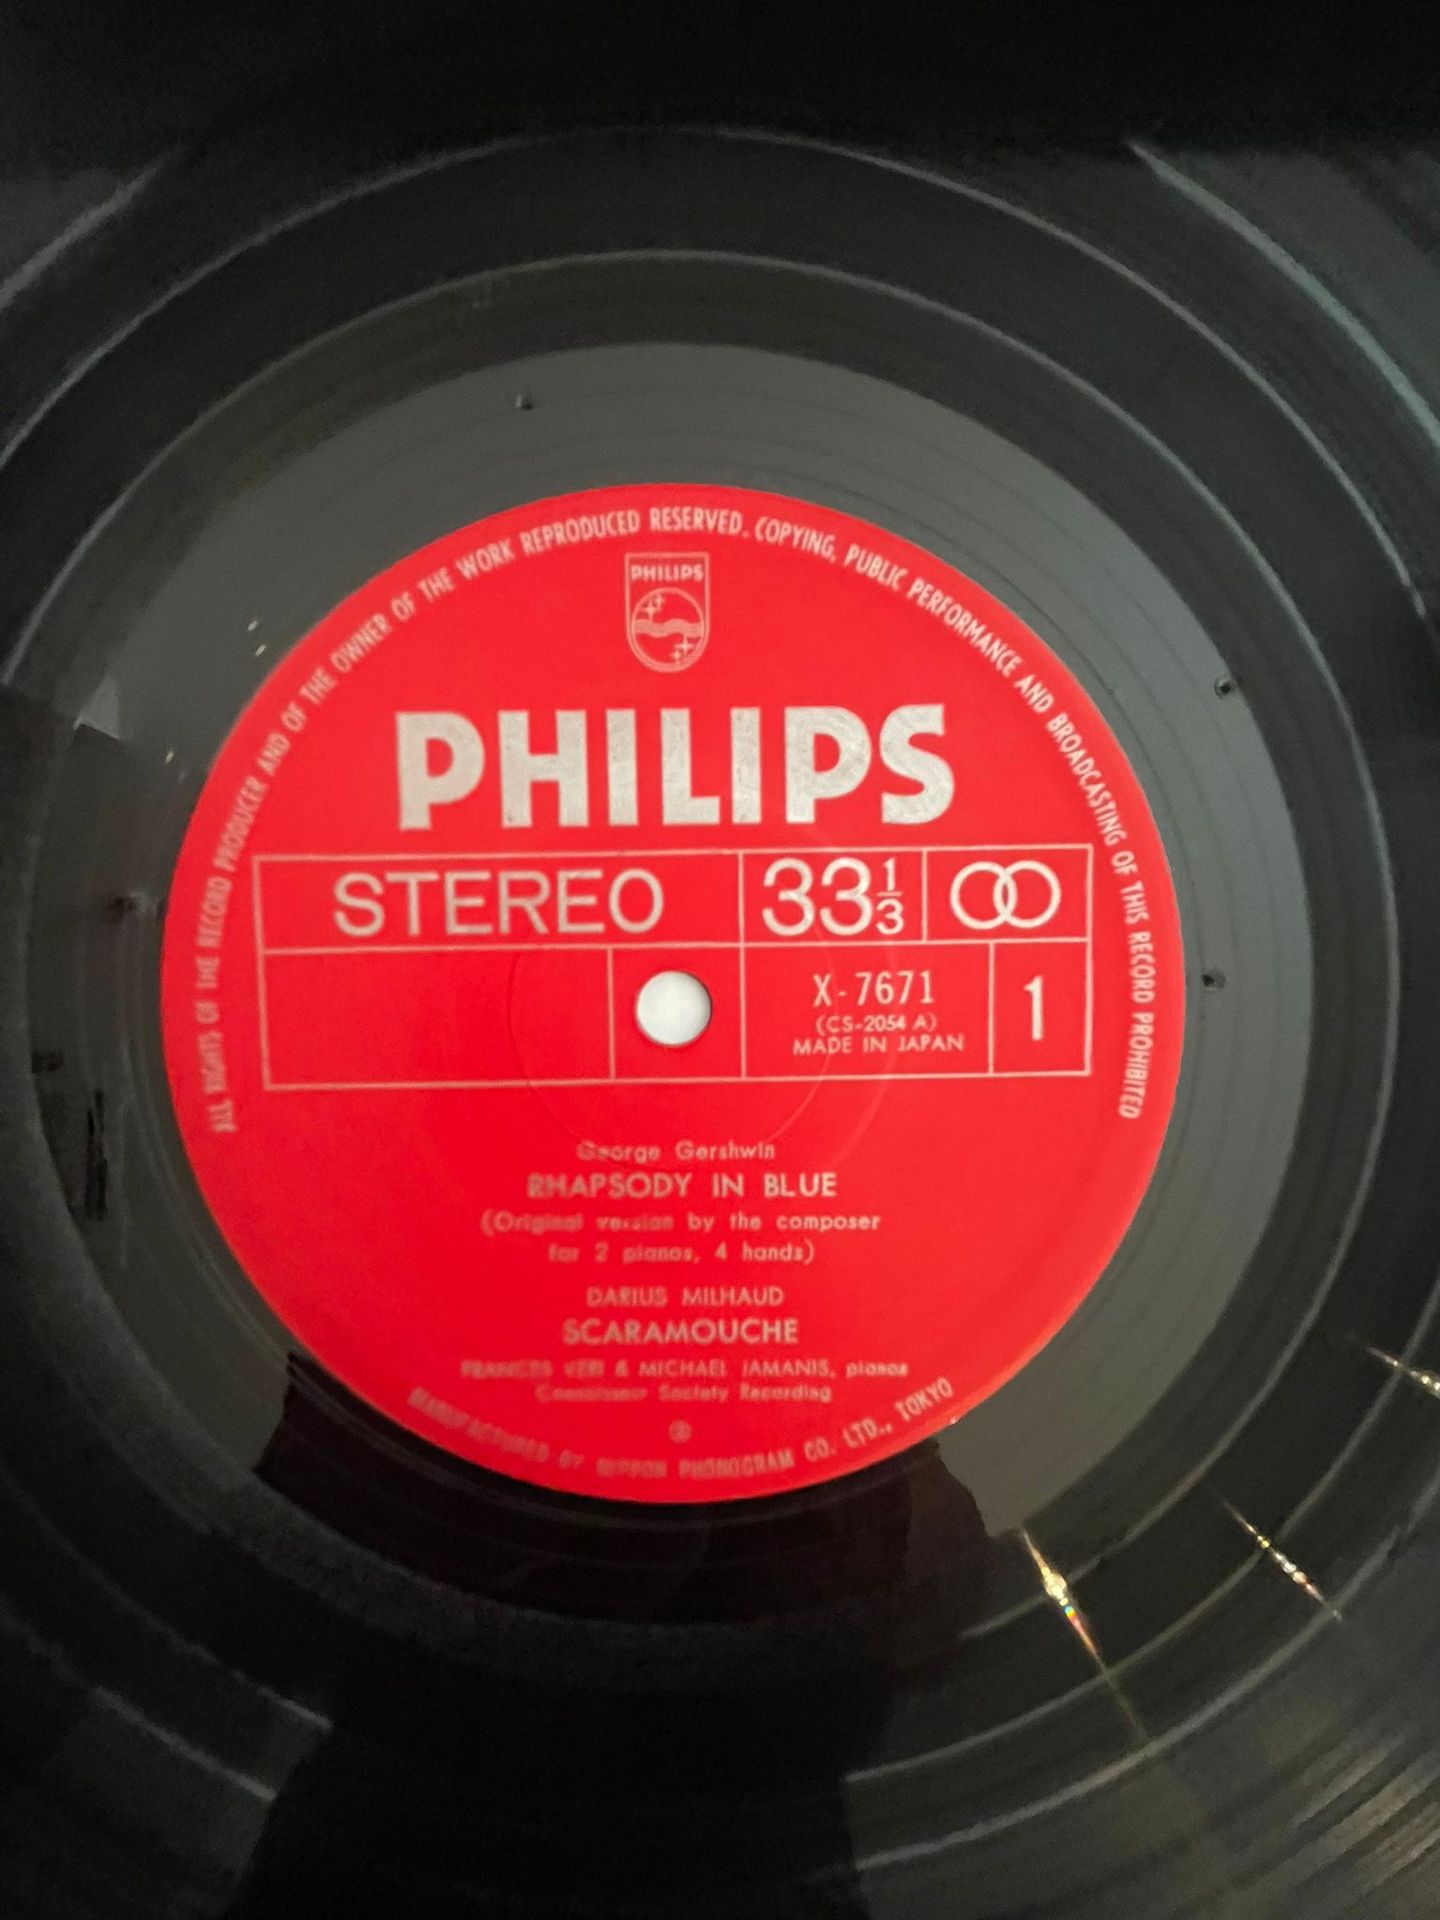 ALL RIGHTS OF THE RECORD PRODUCER AND OF THE OWNER OF THE WORK REPRODUCED RESERVED. COPYING, PUBLIC PERFORMANCE AND BROADCASTING OF THIS RECORD PROHIBITED
PHILIPS
PHILIPS
STEREO 33 1/3
X-7671 1
(CS-2054 A)
MADE IN JAPAN
George Gershwin
RHAPSODY IN BLUE
(Original version by the composer
for 2 pianos, 4 hands)
DARIUS MILHAUD
SCARAMOUCHE
FRANCES VERI & MICHAEL JAMANIS, pianos
Connoisseur Society Recording
Ⓟ
MANUFACTURED BY NIPPON PHONOGRAM CO. LTD., TOKYO